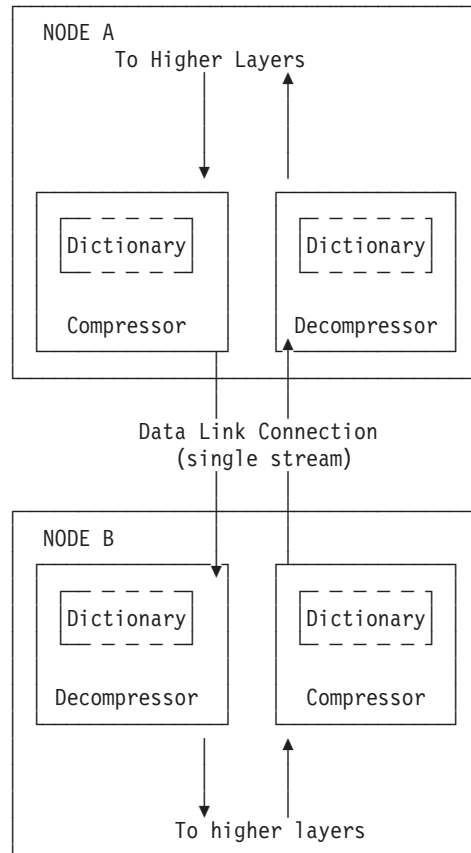 NODE A
To Higher Layers
Dictionary Dictionary
Compressor Decompressor
Data Link Connection
(single stream)
NODE B
Dictionary Dictionary
Decompressor Compressor
To higher layers